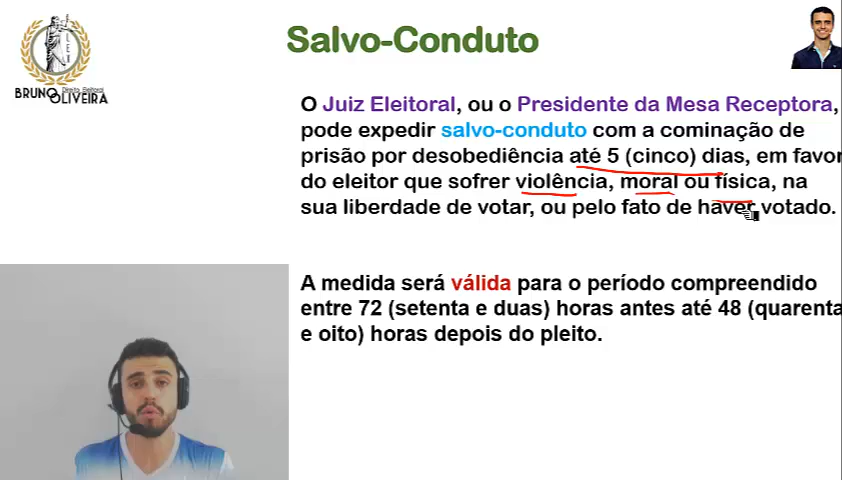 Salvo-Conduto
LEI
Direito Eleitoral
BRUNO OLIVEIRA
O Juiz Eleitoral, ou o Presidente da Mesa Receptora,
pode expedir salvo-conduto com a cominação de
prisão por desobediência até 5 (cinco) dias, em favor
do eleitor que sofrer violência, moral ou física, na
sua liberdade de votar, ou pelo fato de haver votado.
A medida será válida para o período compreendido
entre 72 (setenta e duas) horas antes até 48 (quarenta
e oito) horas depois do pleito.